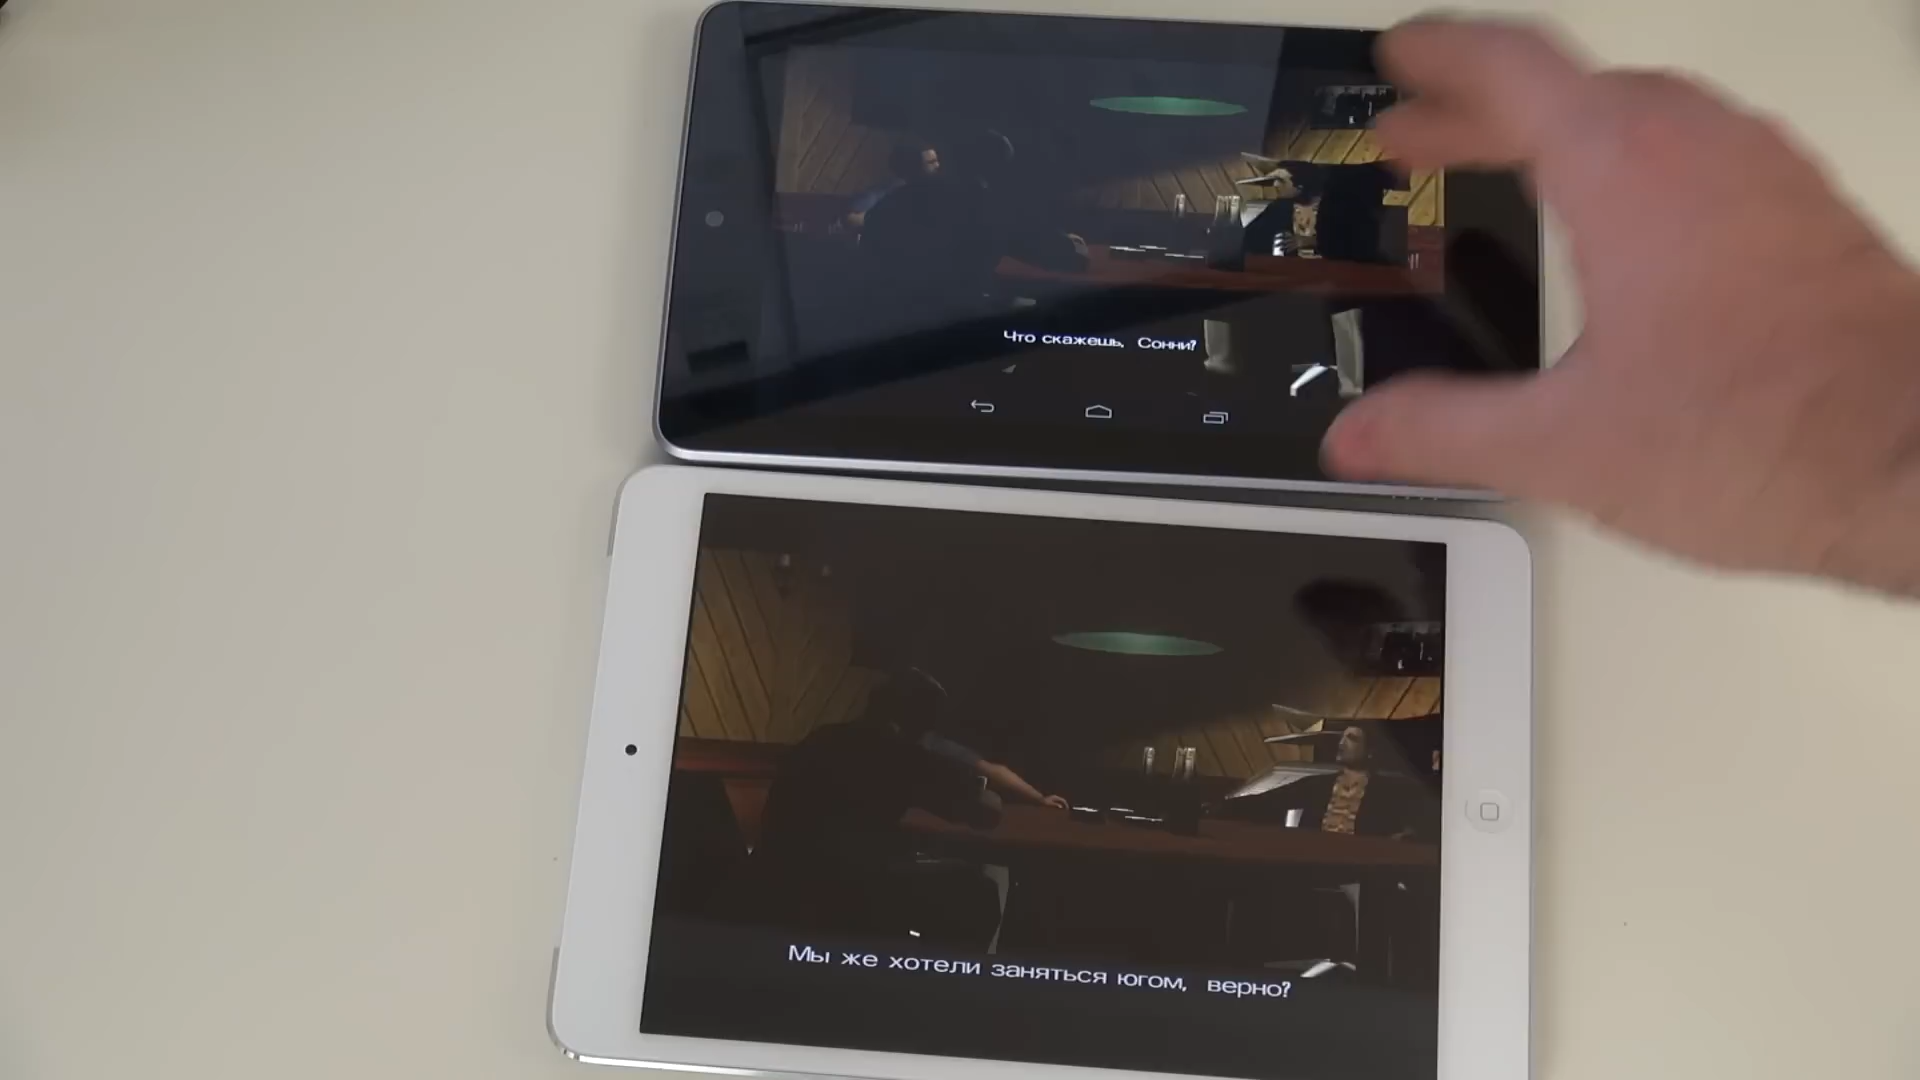 Что скажешь, Сонни?
Мы же хотели заняться югом, верно?